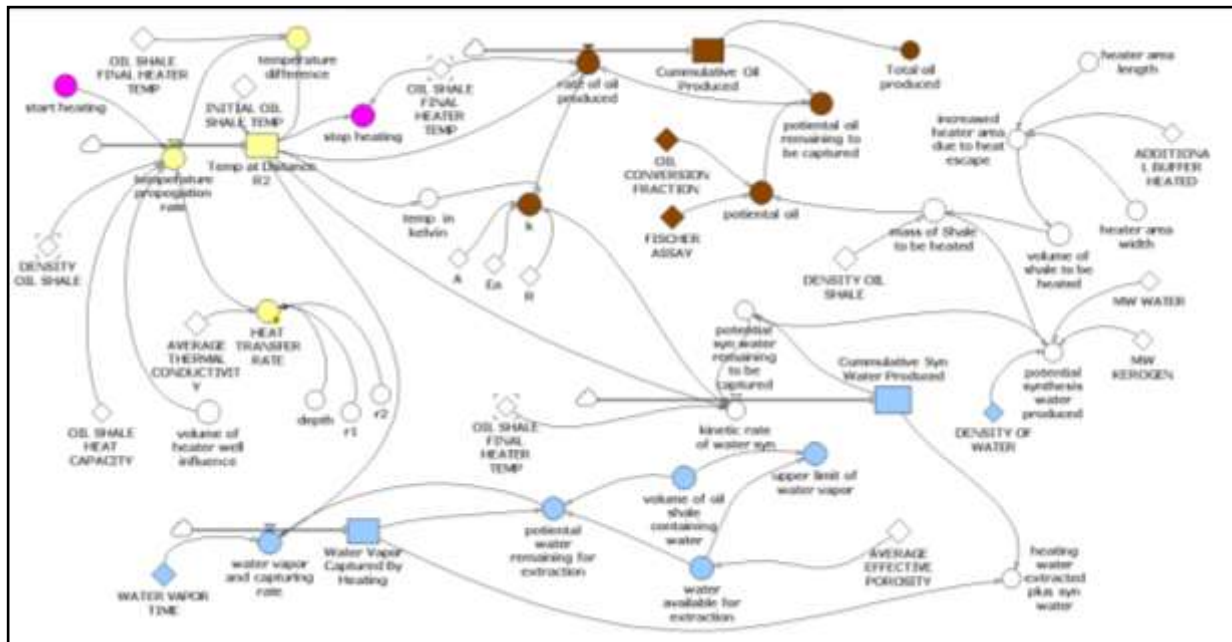 OIL SHALE
FINAL HEATER
TEMP
temperature
difference
start heating
INITIAL OIL
SHALE TEMP
stop heating
OIL SHALE
FINAL
HEATER
TEMP
rate of oil
produced
Cummulative Oil
Produced
Total oil
produced
heater area
length
temperature
propogation
rate
Temp at Distance
R2
potiental oil
remaining to
be captured
increased
heater area
due to heat
escape
ADDITIONA
L BUFFER
HEATED
OIL
CONVERSION
FRACTION
temp in
kelvin
k
potiental oil
FISCHER
ASSAY
mass of Shale
to be heated
heater area
width
volume of
shale to be
heated
DENSITY
OIL SHALE
A
Ea
R
DENSITY OIL
SHALE
MW WATER
AVERAGE
THERMAL
CONDUCTIVIT
Y
HEAT
TRANSFER
RATE
potential
syn water
remaining
to be
captured
Cummulative Syn
Water Produced
MW
KEROGEN
potential
synthesis
water
produced
OIL SHALE
HEAT
CAPACITY
volume of
heater well
influence
depth
r1
r2
OIL SHALE
FINAL
HEATER
TEMP
kinetic rate
of water syn
DENSITY OF
WATER
upper limit of
water vapor
volume of oil
shale
containing
water
potiental
water
remaining for
extraction
water vapor
and capturing
rate
Water Vapor
Captured By
Heating
WATER VAPOR
TIME
water
available for
extraction
AVERAGE
EFFECTIVE
POROSITY
heating
water
extracted
plus syn
water